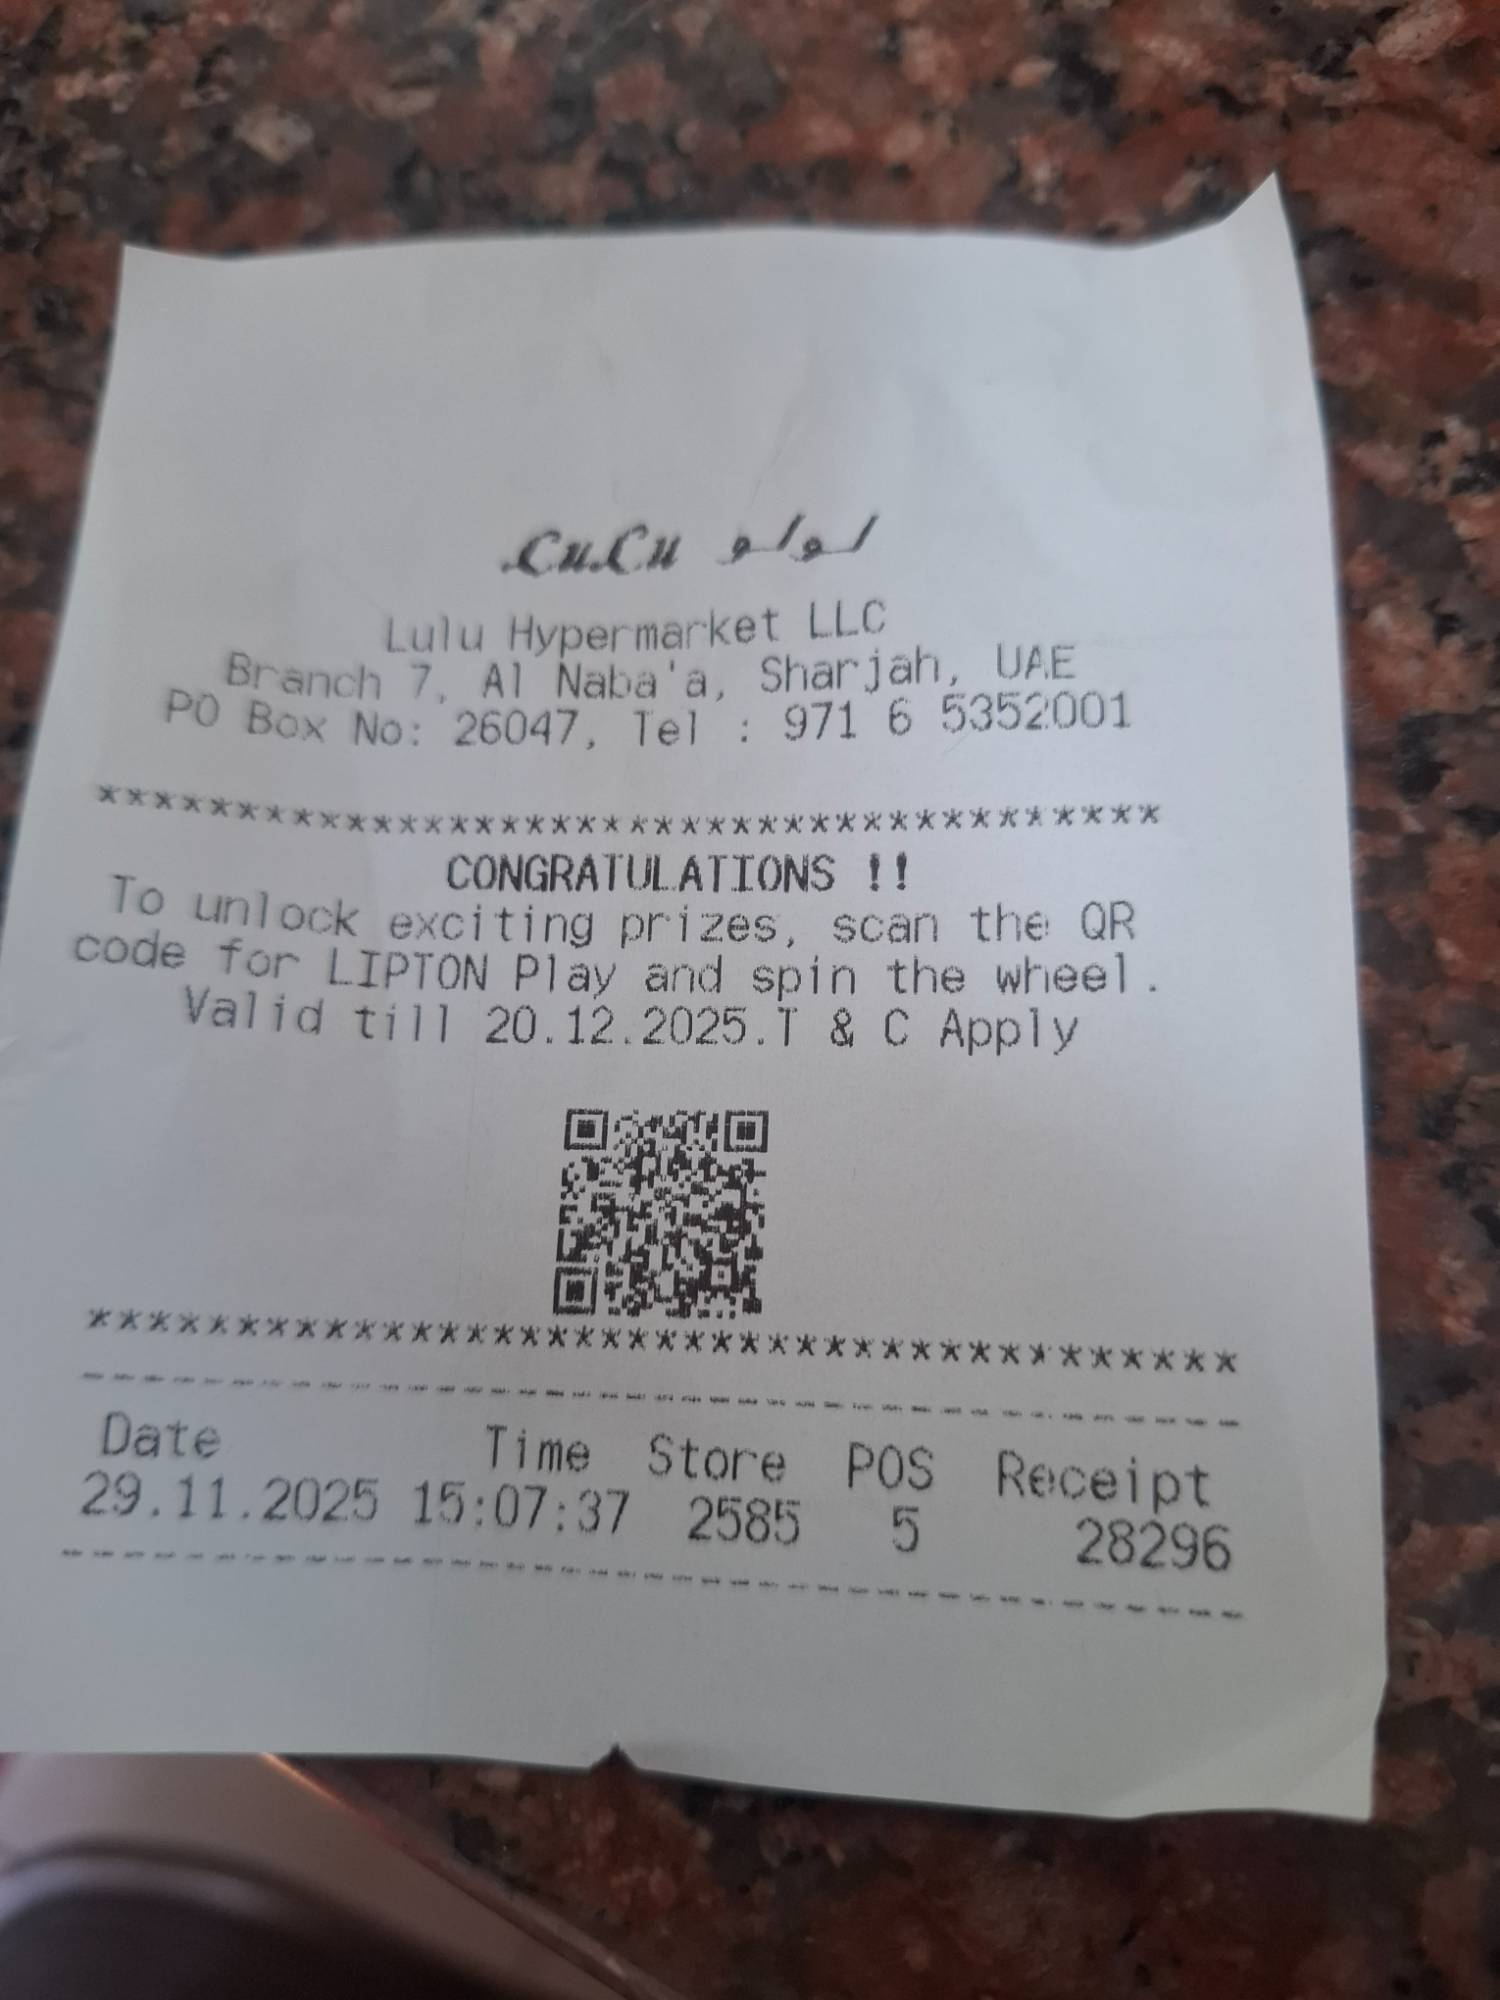 LuLu لولو
Lulu Hypermarket LLC
Branch 7, Al Naba'a, Sharjah, UAE
PO Box No: 26047, Tel : 971 6 5352001
***************************************
CONGRATULATIONS !!
To unlock exciting prizes, scan the QR
code for LIPTON Play and spin the wheel.
Valid till 20.12.2025.T & C Apply
***************************************
----------------------------------------
Date Time Store POS Receipt
29.11.2025 15:07:37 2585 5 28296
----------------------------------------